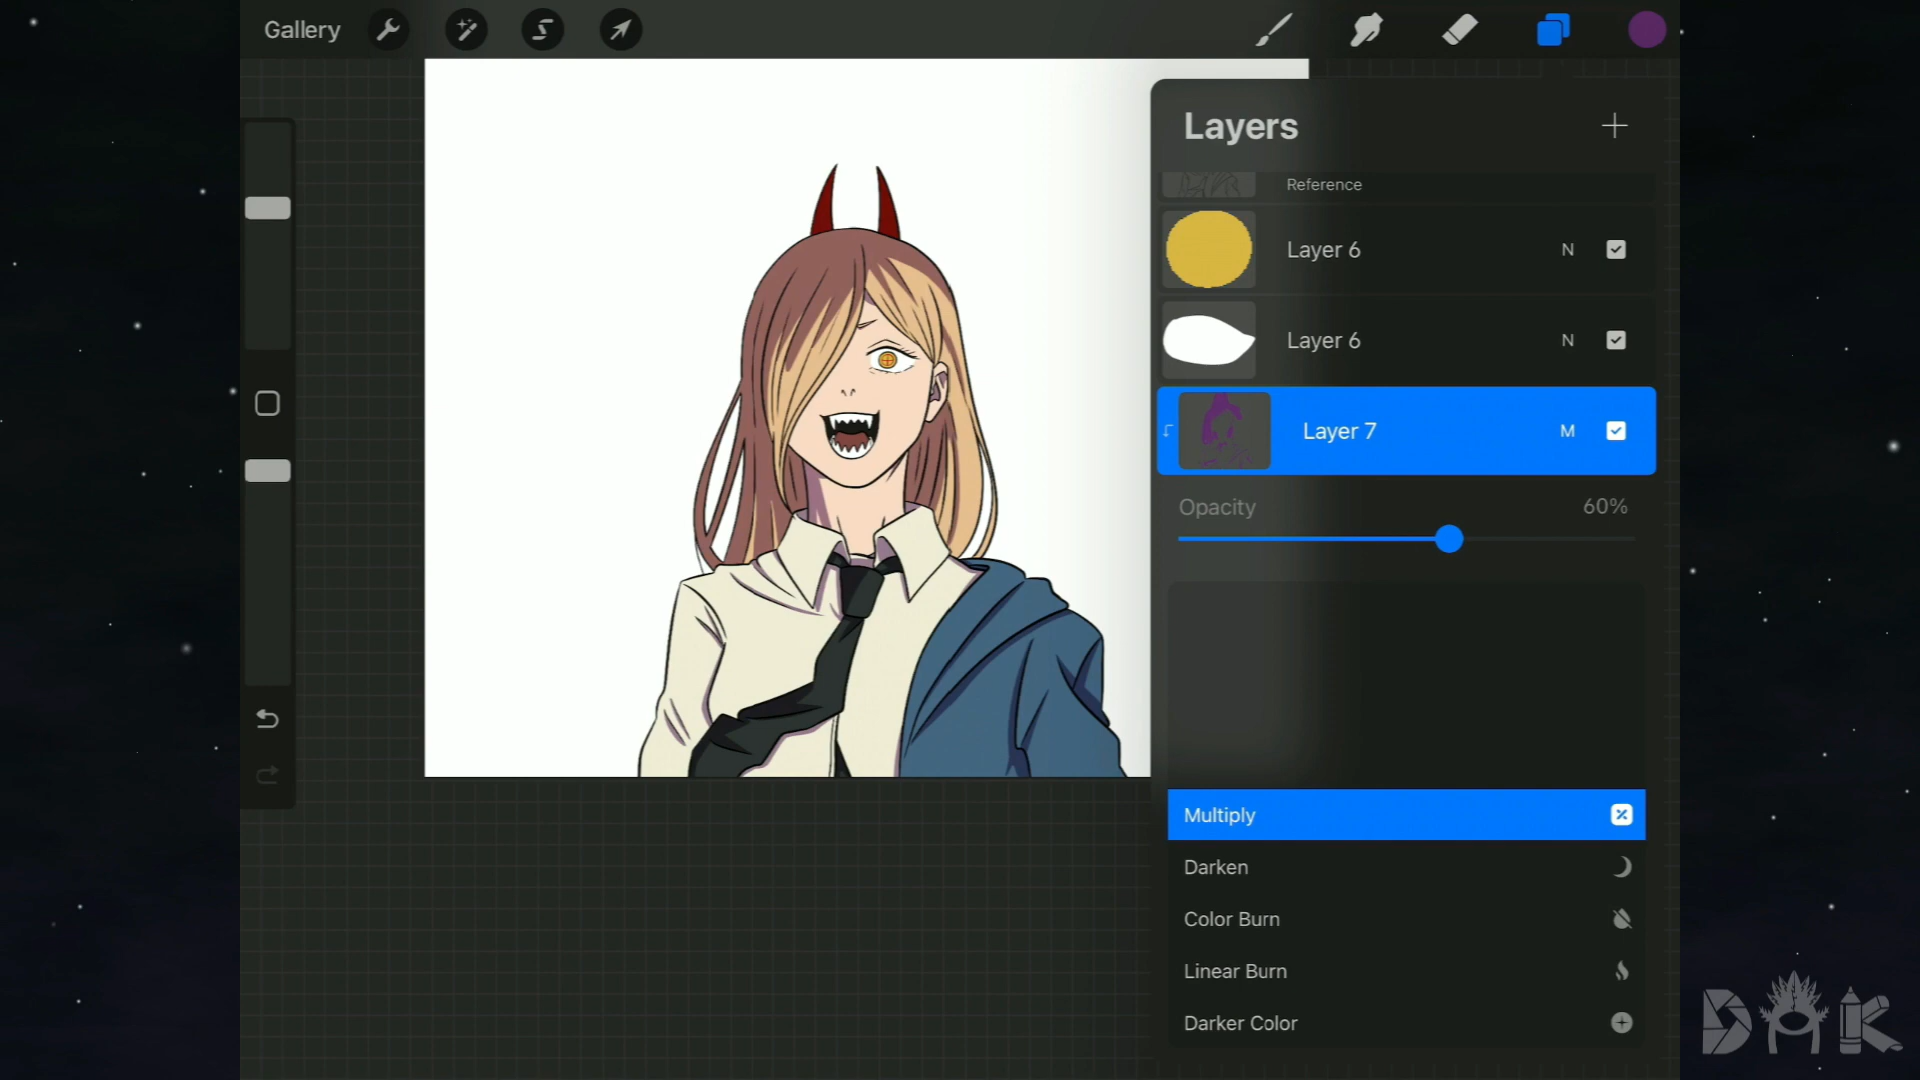 Gallery
Layers
Reference
Layer 6 N
Layer 6 N
Layer 7 M
Opacity 60%
Multiply
Darken
Color Burn
Linear Burn
Darker Color
DAK